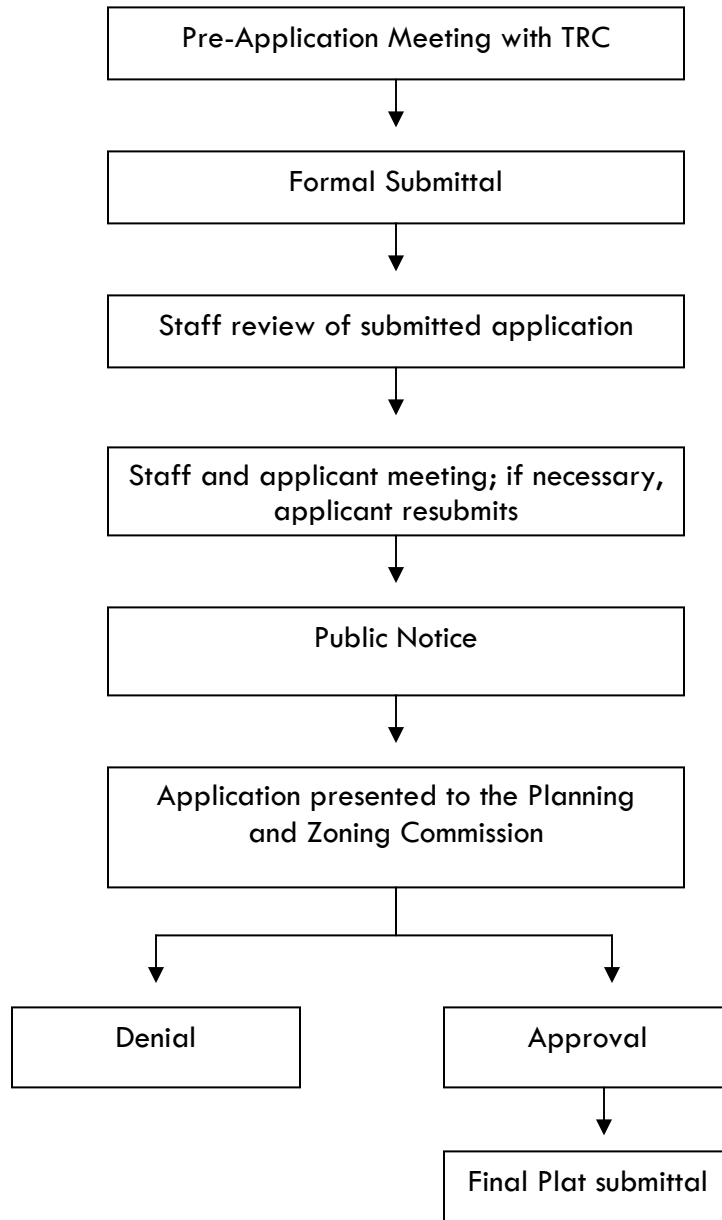 Pre-Application Meeting with TRC
Formal Submittal
Staff review of submitted application
Staff and applicant meeting; if necessary,
applicant resubmits
Public Notice
Application presented to the Planning
and Zoning Commission
Denial
Approval
Final Plat submittal